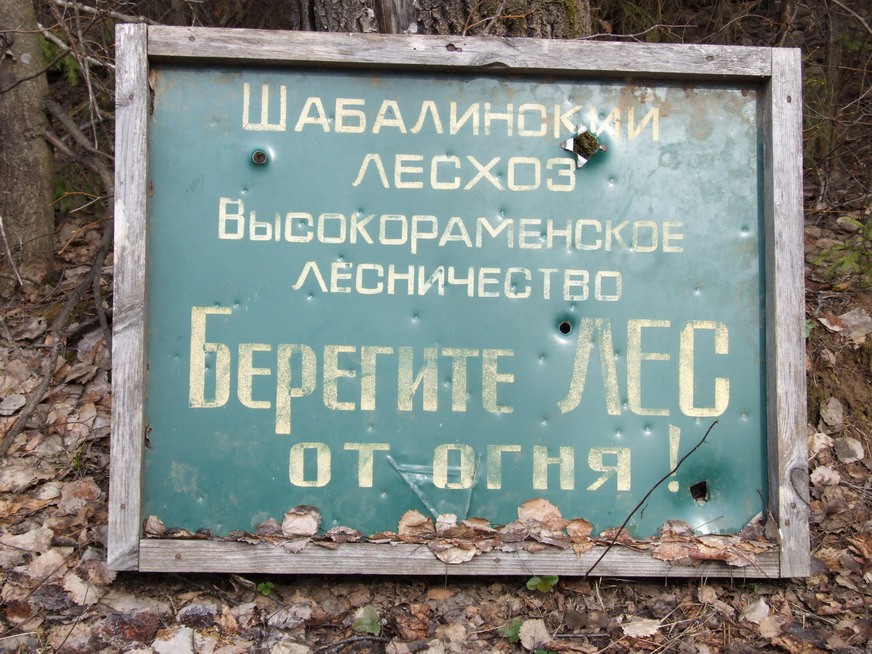 Шабалинский
лесхоз
Высокораменское
лесничество
Берегите лес
от огня!